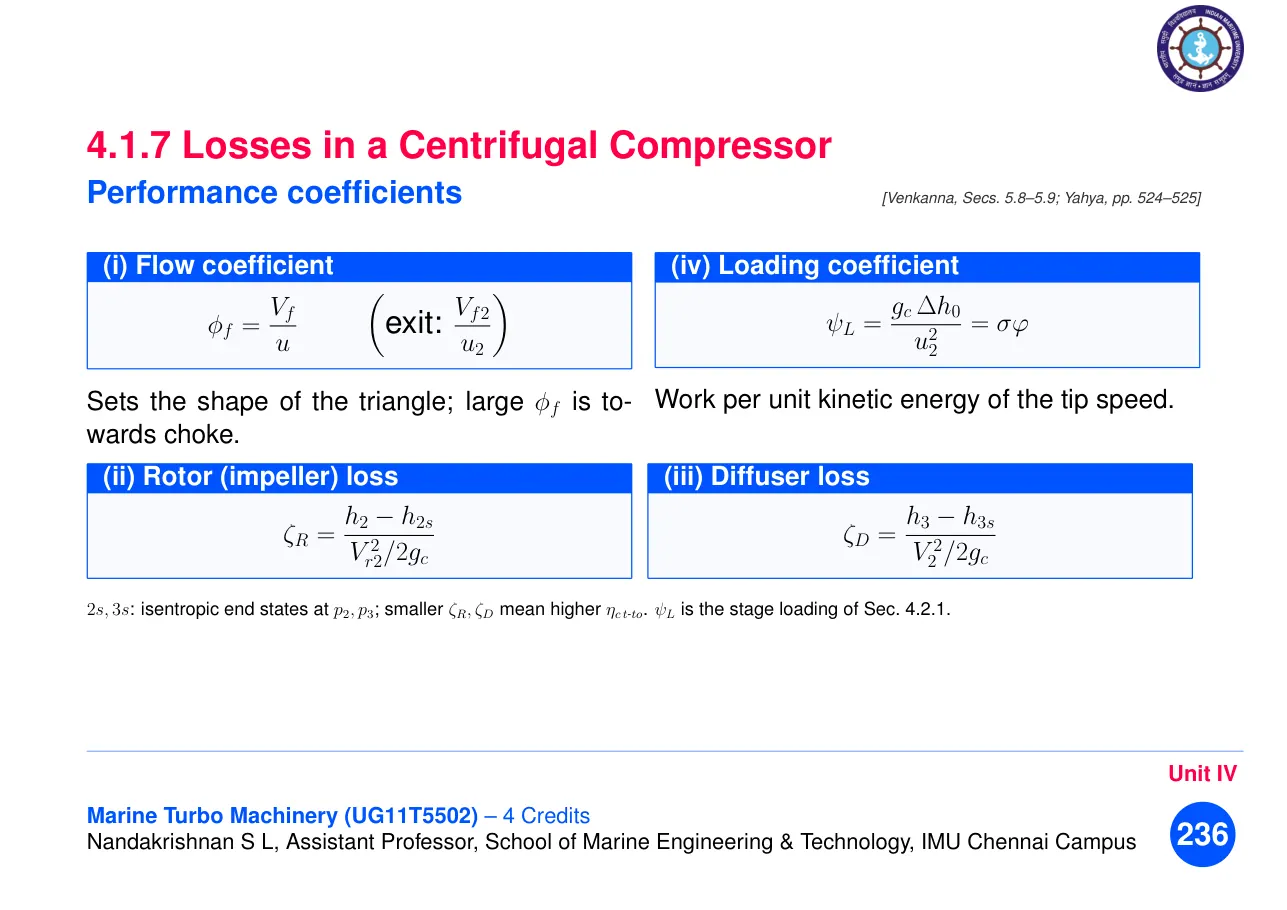 INDIAN MARITIME UNIVERSITY
4.1.7 Losses in a Centrifugal Compressor
Performance coefficients
[Venkanna, Secs. 5.8–5.9; Yahya, pp. 524–525]
(i) Flow coefficient
ϕ_f = V_f / u (exit: V_f2 / u_2)
Sets the shape of the triangle; large ϕ_f is to-
wards choke.
(iv) Loading coefficient
ψ_L = g_c Δh_0 / u_2^2 = σφ
Work per unit kinetic energy of the tip speed.
(ii) Rotor (impeller) loss
ζ_R = (h_2 − h_2s) / (V_r2^2/2g_c)
(iii) Diffuser loss
ζ_D = (h_3 − h_3s) / (V_2^2/2g_c)
2s, 3s: isentropic end states at p_2, p_3; smaller ζ_R, ζ_D mean higher η_c t-to. ψ_L is the stage loading of Sec. 4.2.1.
Unit IV
Marine Turbo Machinery (UG11T5502) – 4 Credits
Nandakrishnan S L, Assistant Professor, School of Marine Engineering & Technology, IMU Chennai Campus
236